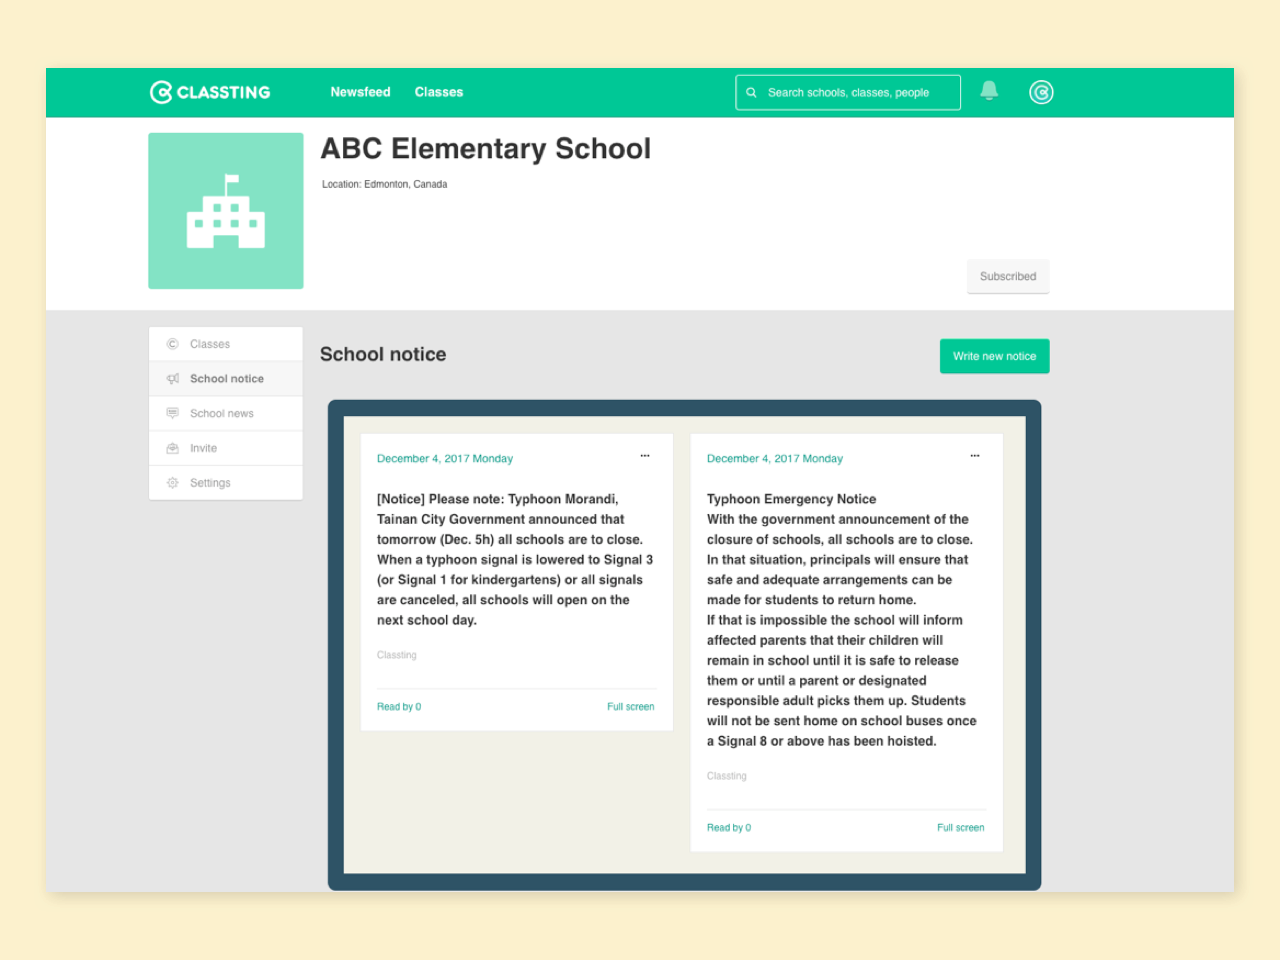 CLASSTING
Newsfeed
Classes
Search schools, classes, people
ABC Elementary School
Location: Edmonton, Canada
Subscribed
Classes
School notice
School news
Invite
Settings
School notice
Write new notice
December 4, 2017 Monday
[Notice] Please note: Typhoon Morandi,
Tainan City Government announced that
tomorrow (Dec. 5h) all schools are to close.
When a typhoon signal is lowered to Signal 3
(or Signal 1 for kindergartens) or all signals
are canceled, all schools will open on the
next school day.
Classting
Read by 0
Full screen
December 4, 2017 Monday
Typhoon Emergency Notice
With the government announcement of the
closure of schools, all schools are to close.
In that situation, principals will ensure that
safe and adequate arrangements can be
made for students to return home.
If that is impossible the school will inform
affected parents that their children will
remain in school until it is safe to release
them or until a parent or designated
responsible adult picks them up. Students
will not be sent home on school buses once
a Signal 8 or above has been hoisted.
Classting
Read by 0
Full screen